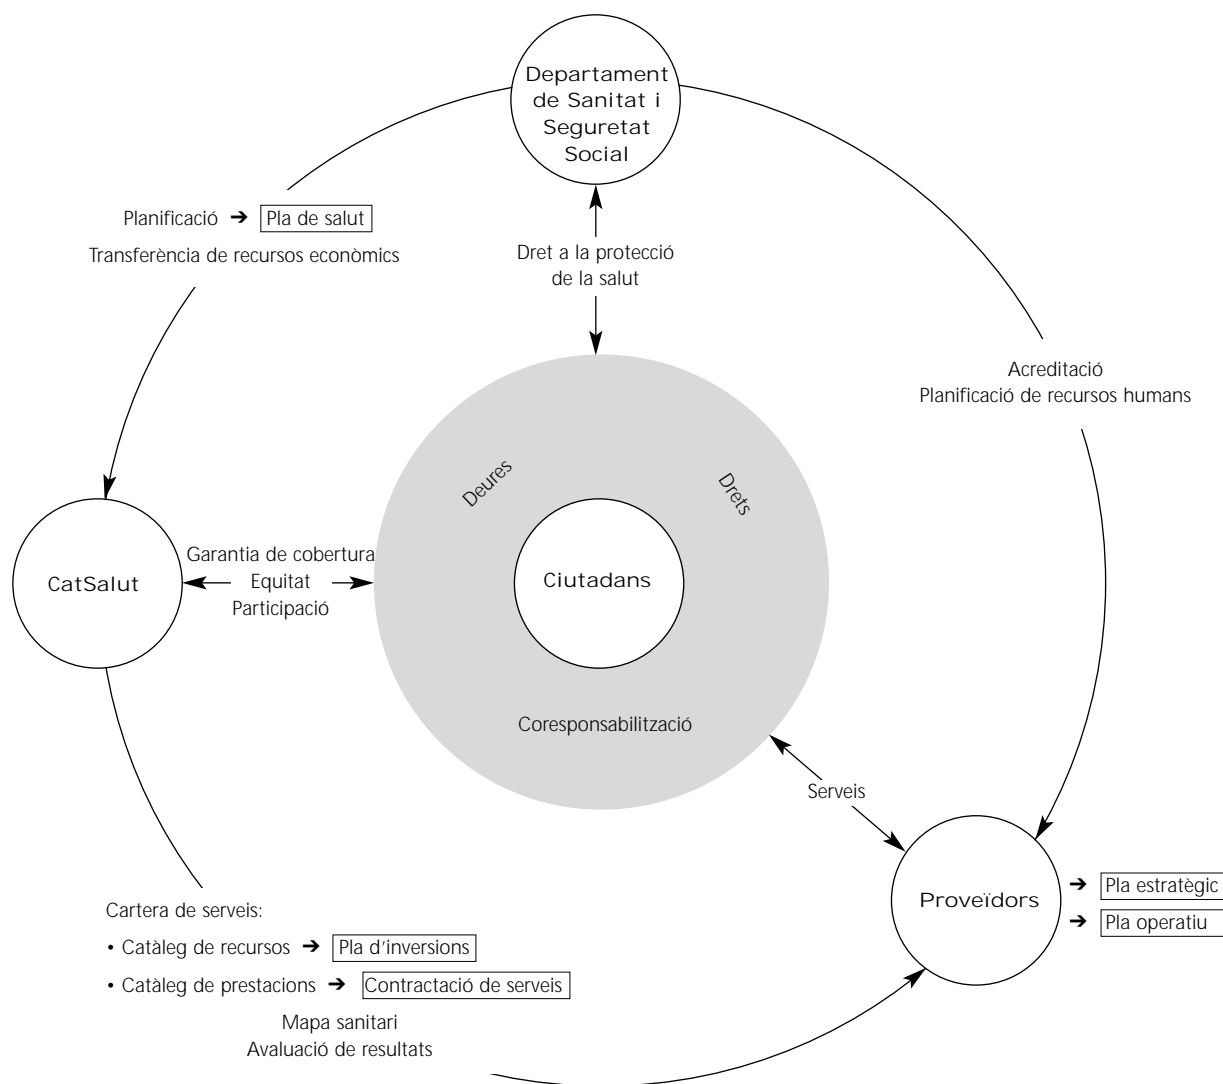 Departament
de Sanitat i
Seguretat
Social
Planificació ➔ Pla de salut
Transferència de recursos econòmics
Dret a la protecció
de la salut
Acreditació
Planificació de recursos humans
Deures
Drets
Garantia de cobertura
Equitat
Participació
CatSalut
Ciutadans
Coresponsabilització
Serveis
Proveïdors
➔ Pla estratègic
➔ Pla operatiu
Cartera de serveis:
• Catàleg de recursos ➔ Pla d’inversions
• Catàleg de prestacions ➔ Contractació de serveis
Mapa sanitari
Avaluació de resultats